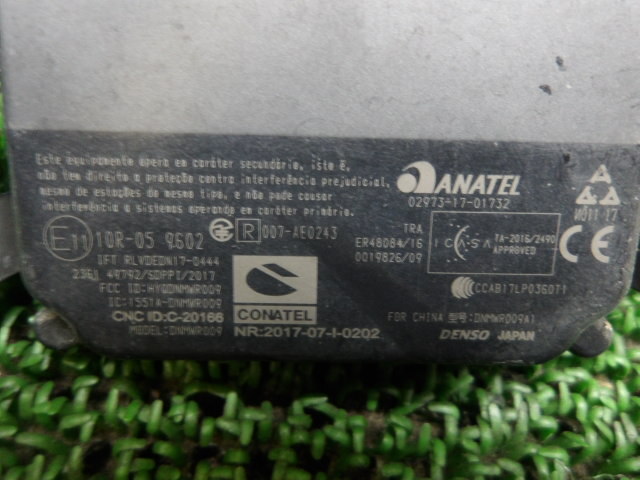 Este equipamento opera em caráter secundário, isto é,
não tem direito a proteção contra interferência prejudicial,
mesmo de estações do mesmo tipo, e não pode causar
interferência a sistemas operando em caráter primário.
ANATEL
02973-17-01732
E11 10R-05 9602
R 007-AE0243
TRA
ER48084/16
0019826/09
ICASA TA-2016/2490
APPROVED
CE
IFT RLVDEDN17-0444
49792/SDPPI/2017
FCC ID:HYQDNMWR009
IC:1551A-DNMWR009
CNC ID:C-20166
MODEL:DNMWR009
CONATEL
NR:2017-07-I-0202
CCAB17LP0360T1
FOR CHINA 型号:DNMWR009A1
DENSO JAPAN